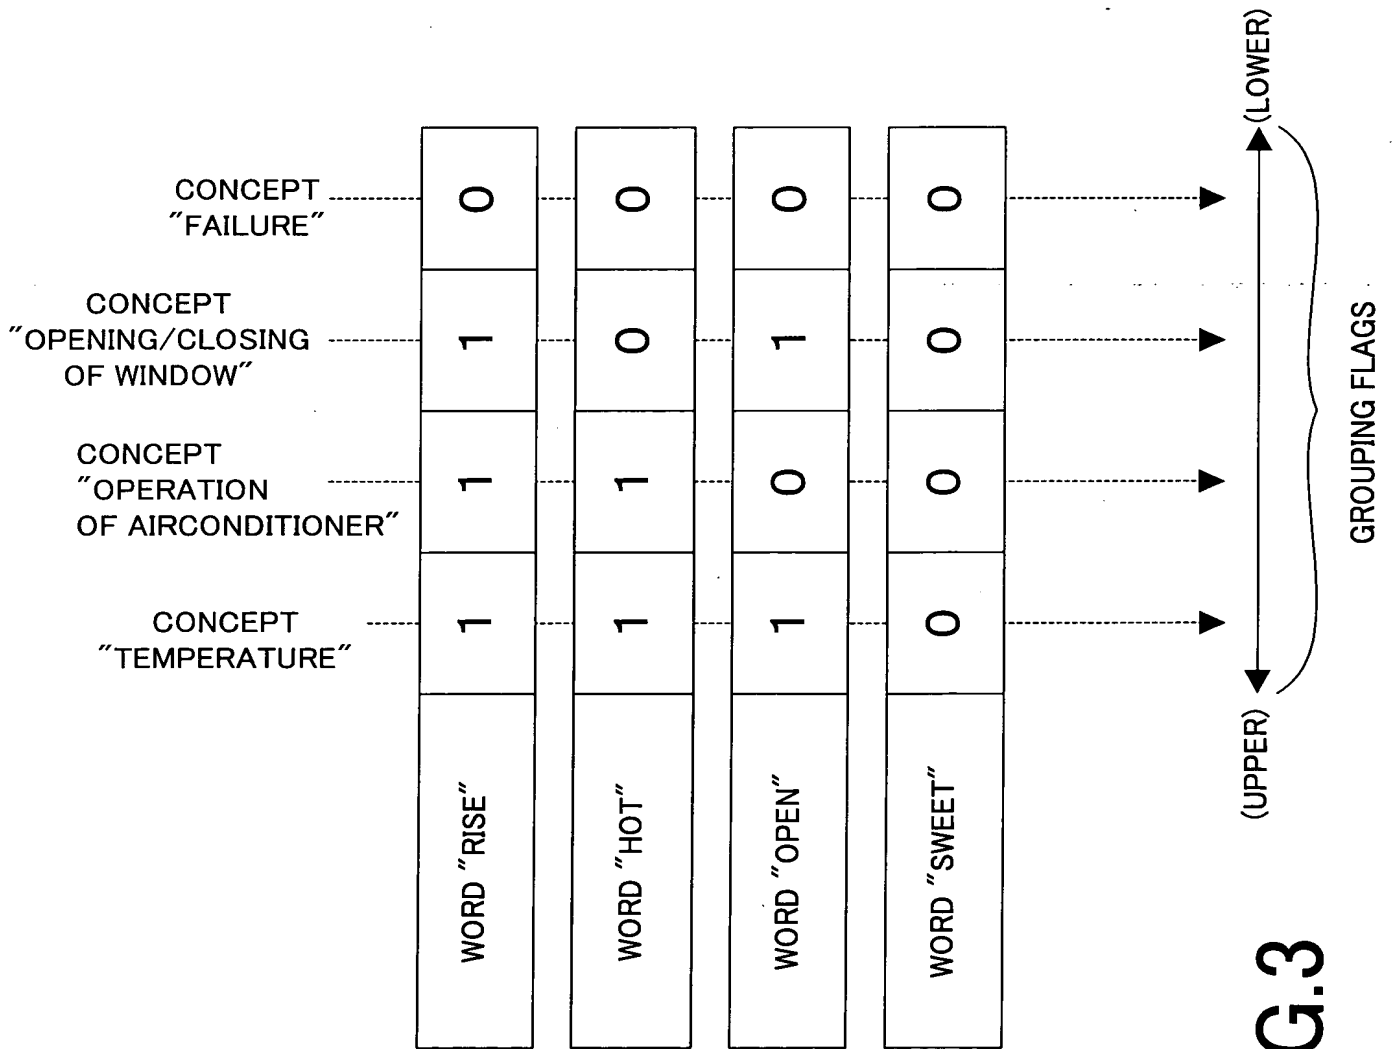 CONCEPT
"FAILURE"
CONCEPT
"OPENING/CLOSING
OF WINDOW"
CONCEPT
"OPERATION
OF AIRCONDITIONER"
CONCEPT
"TEMPERATURE"
WORD "RISE" 1 1 1 0
WORD "HOT" 1 1 0 0
WORD "OPEN" 1 0 1 0
WORD "SWEET" 0 0 0 0
(UPPER)
(LOWER)
GROUPING FLAGS
G.3